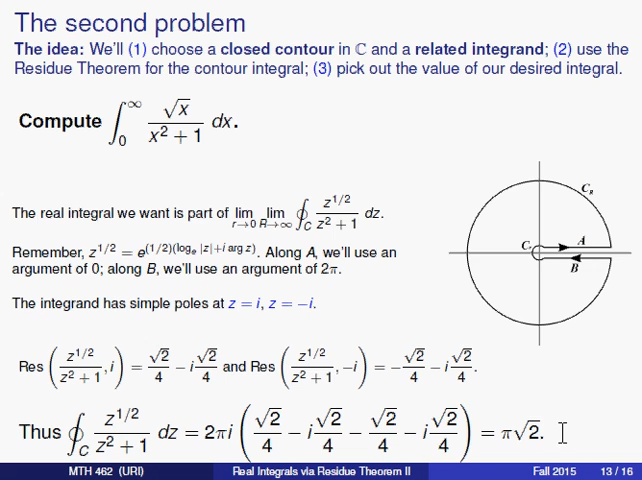 The second problem
The idea: We'll (1) choose a closed contour in ℂ and a related integrand; (2) use the
Residue Theorem for the contour integral; (3) pick out the value of our desired integral.
Compute ∫₀^∞ √x / (x² + 1) dx.
C_R
The real integral we want is part of lim_{r→0} lim_{R→∞} ∮_C z^{1/2} / (z² + 1) dz.
C_r A
Remember, z^{1/2} = e^{(1/2)(log_e |z|+i arg z)}. Along A, we'll use an
B
argument of 0; along B, we'll use an argument of 2π.
The integrand has simple poles at z = i, z = −i.
Res (z^{1/2} / (z² + 1), i) = √2/4 − i√2/4 and Res (z^{1/2} / (z² + 1), −i) = −√2/4 − i√2/4.
Thus ∮_C z^{1/2} / (z² + 1) dz = 2πi (√2/4 − i√2/4 − √2/4 − i√2/4) = π√2.
MTH 462 (URI) Real Integrals via Residue Theorem II Fall 2015 13 / 16